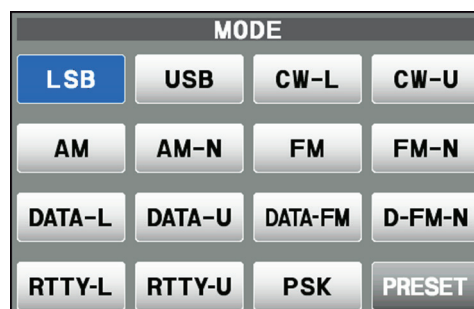 MODE
LSB USB CW-L CW-U
AM AM-N FM FM-N
DATA-L DATA-U DATA-FM D-FM-N
RTTY-L RTTY-U PSK PRESET